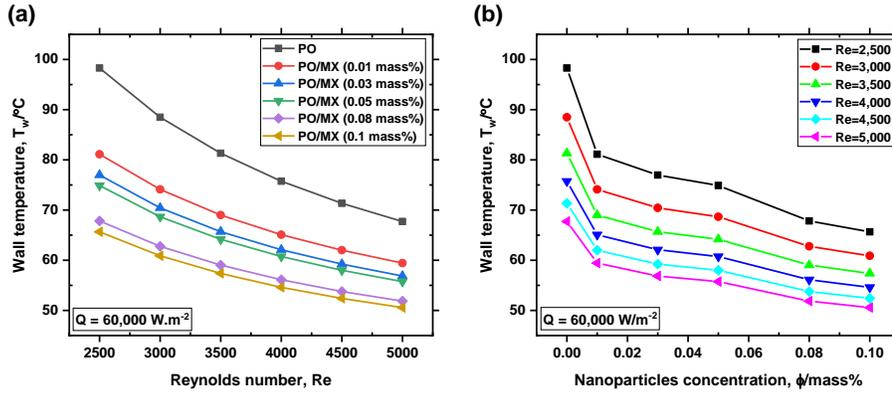 (a)
PO
PO/MX (0.01 mass%)
PO/MX (0.03 mass%)
PO/MX (0.05 mass%)
PO/MX (0.08 mass%)
PO/MX (0.1 mass%)
Wall temperature, T_w/°C
100
90
80
70
60
50
Q = 60,000 W.m⁻²
2500 3000 3500 4000 4500 5000
Reynolds number, Re
(b)
Re=2,500
Re=3,000
Re=3,500
Re=4,000
Re=4,500
Re=5,000
Wall temperature, T_w/°C
100
90
80
70
60
50
Q = 60,000 W/m⁻²
0.00 0.02 0.04 0.06 0.08 0.10
Nanoparticles concentration, ϕ/mass%